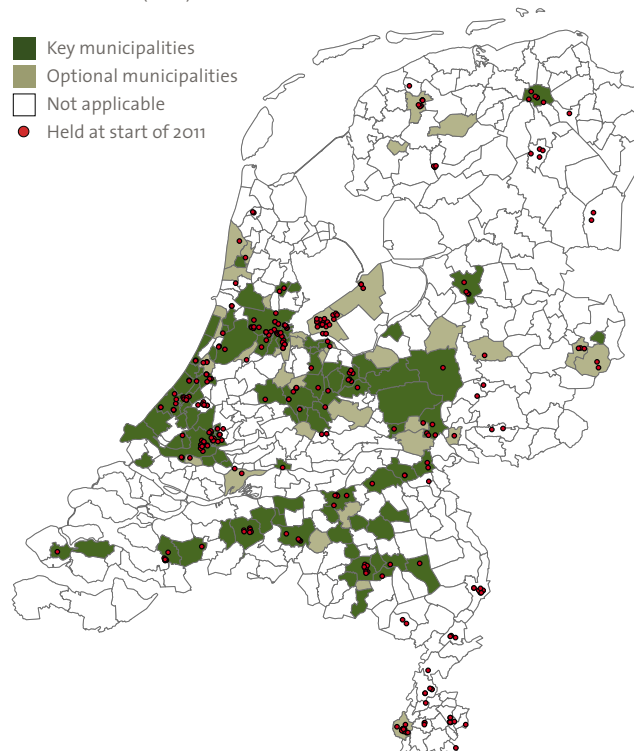 Key municipalities
Optional municipalities
Not applicable
Held at start of 2011